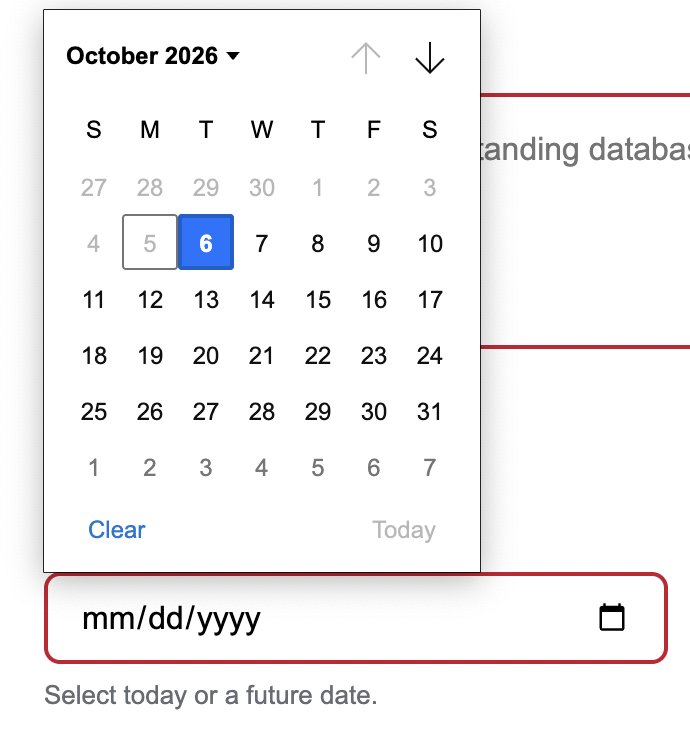 October 2026
S M T W T F S
27 28 29 30 1 2 3
4 5 6 7 8 9 10
11 12 13 14 15 16 17
18 19 20 21 22 23 24
25 26 27 28 29 30 31
1 2 3 4 5 6 7
Clear Today
mm/dd/yyyy
Select today or a future date.